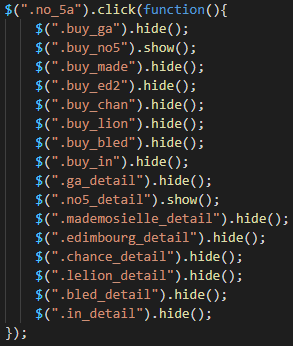 $(".no_5a").click(function(){
$(".buy_ga").hide();
$(".buy_no5").show();
$(".buy_made").hide();
$(".buy_ed2").hide();
$(".buy_chan").hide();
$(".buy_lion").hide();
$(".buy_bled").hide();
$(".buy_in").hide();
$(".ga_detail").hide();
$(".no5_detail").show();
$(".mademosielle_detail").hide();
$(".edimbourg_detail").hide();
$(".chance_detail").hide();
$(".lelion_detail").hide();
$(".bled_detail").hide();
$(".in_detail").hide();
});